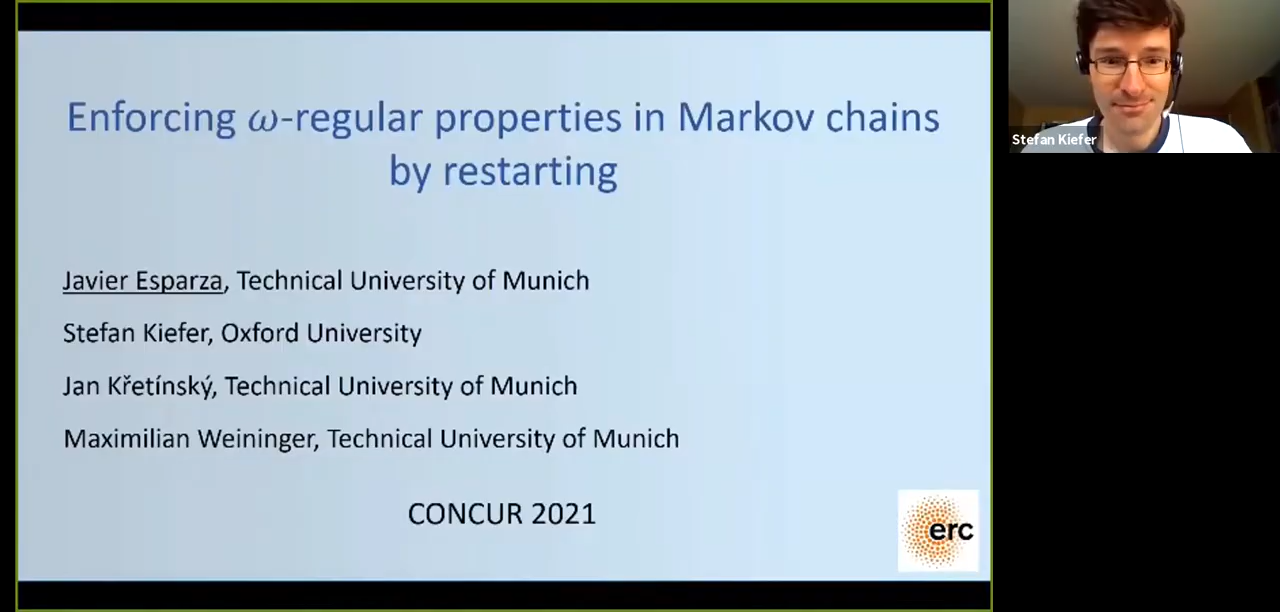 Enforcing ω-regular properties in Markov chains
by restarting
Javier Esparza, Technical University of Munich
Stefan Kiefer, Oxford University
Jan Křetínský, Technical University of Munich
Maximilian Weininger, Technical University of Munich
CONCUR 2021
erc
Stefan Kiefer